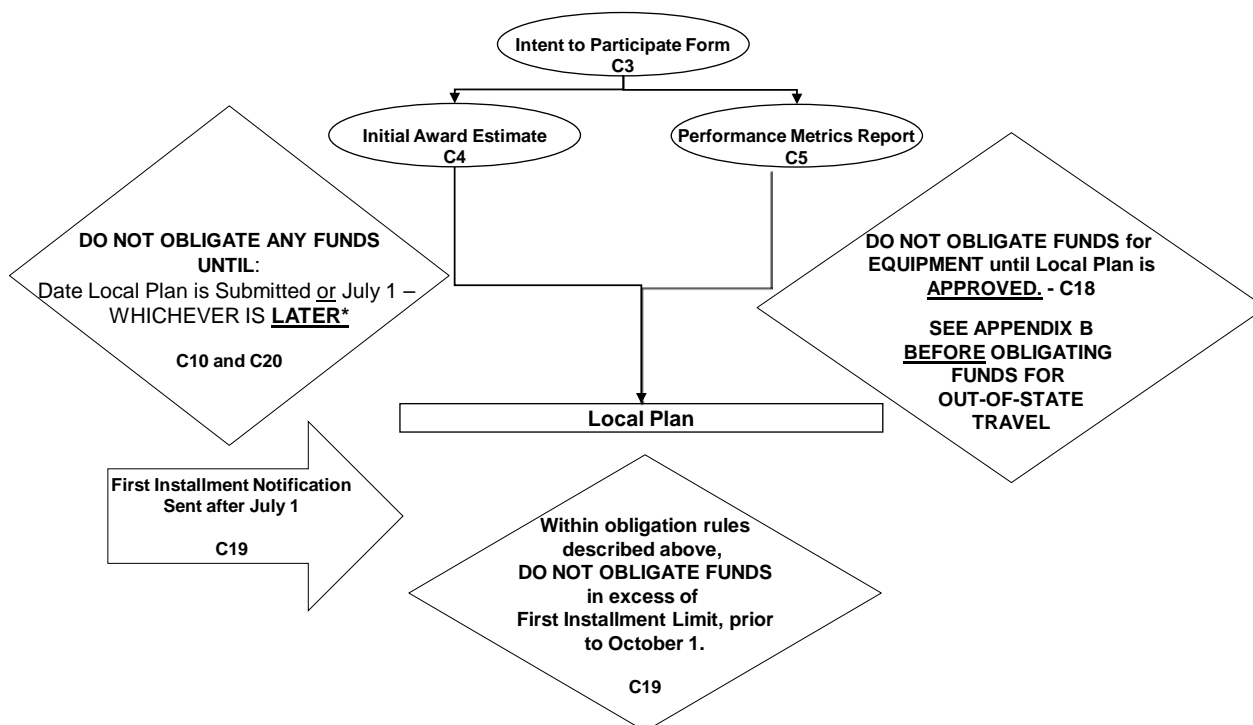 Intent to Participate Form
C3
Initial Award Estimate
C4
Performance Metrics Report
C5
DO NOT OBLIGATE ANY FUNDS
UNTIL:
Date Local Plan is Submitted or July 1 –
WHICHEVER IS LATER*
C10 and C20
DO NOT OBLIGATE FUNDS for
EQUIPMENT until Local Plan is
APPROVED. - C18
SEE APPENDIX B
BEFORE OBLIGATING
FUNDS FOR
OUT-OF-STATE
TRAVEL
Local Plan
First Installment Notification
Sent after July 1
C19
Within obligation rules
described above,
DO NOT OBLIGATE FUNDS
in excess of
First Installment Limit, prior
to October 1.
C19